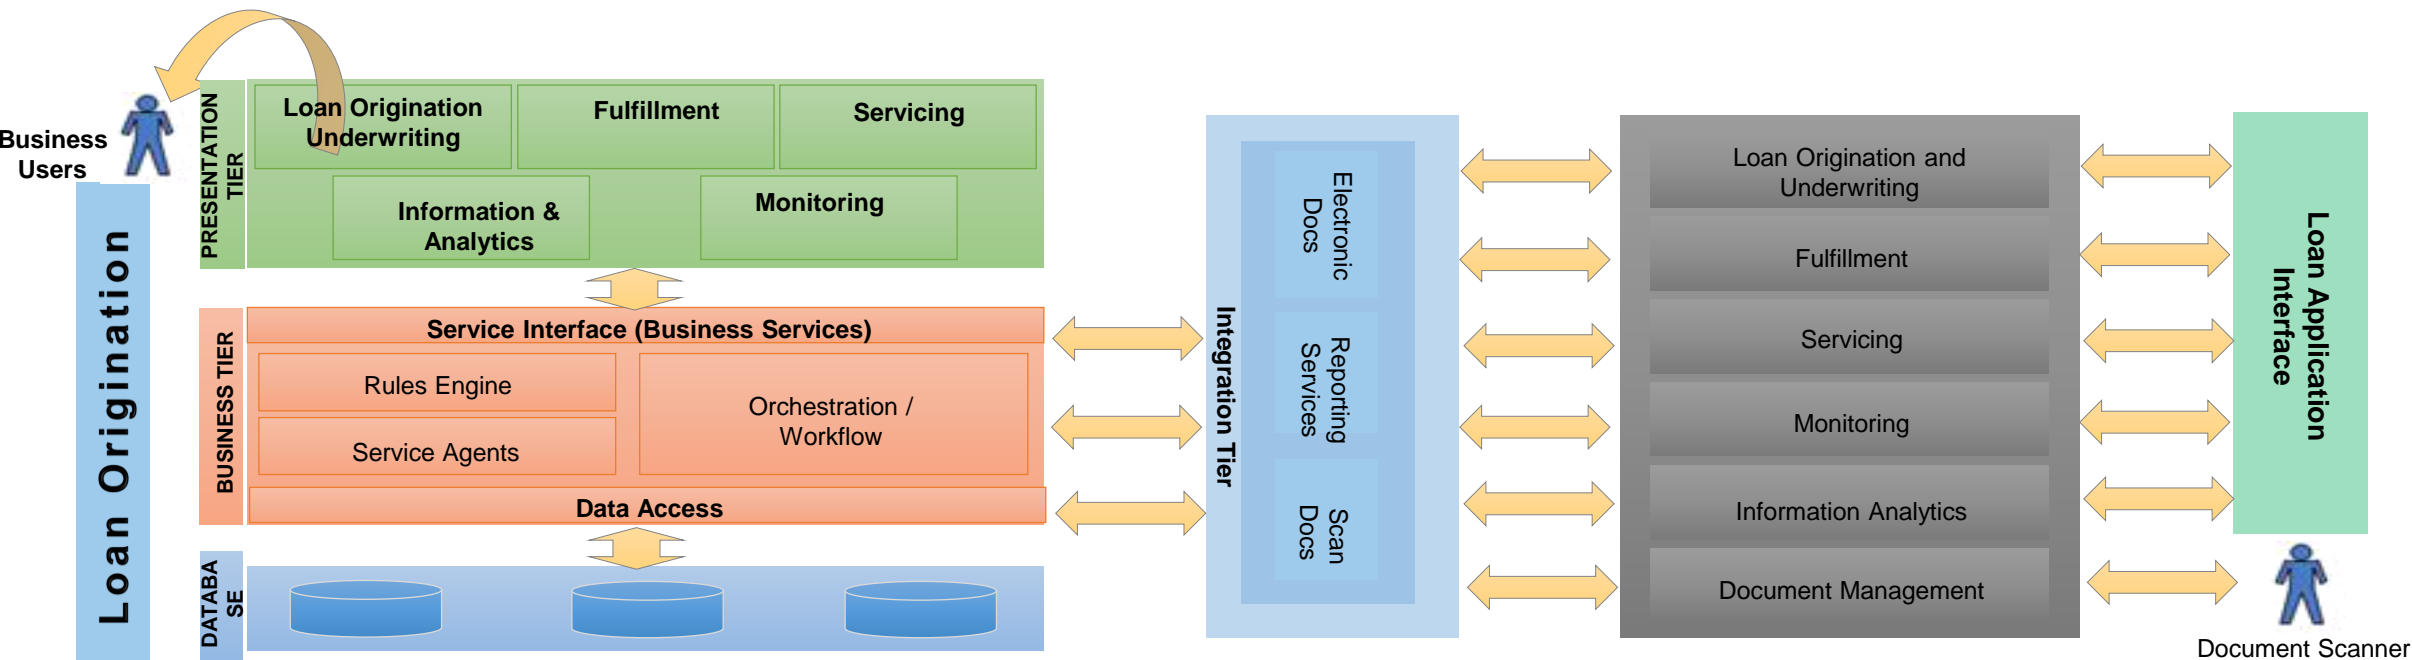 Business
Users
Loan Origination
PRESENTATION
TIER
Loan Origination
Underwriting
Fulfillment
Servicing
Information &
Analytics
Monitoring
BUSINESS TIER
Service Interface (Business Services)
Rules Engine
Service Agents
Orchestration /
Workflow
Data Access
DATABA
SE
Integration Tier
Electronic
Docs
Reporting
Services
Scan
Docs
Loan Origination and
Underwriting
Fulfillment
Servicing
Monitoring
Information Analytics
Document Management
Loan Application
Interface
Document Scanner